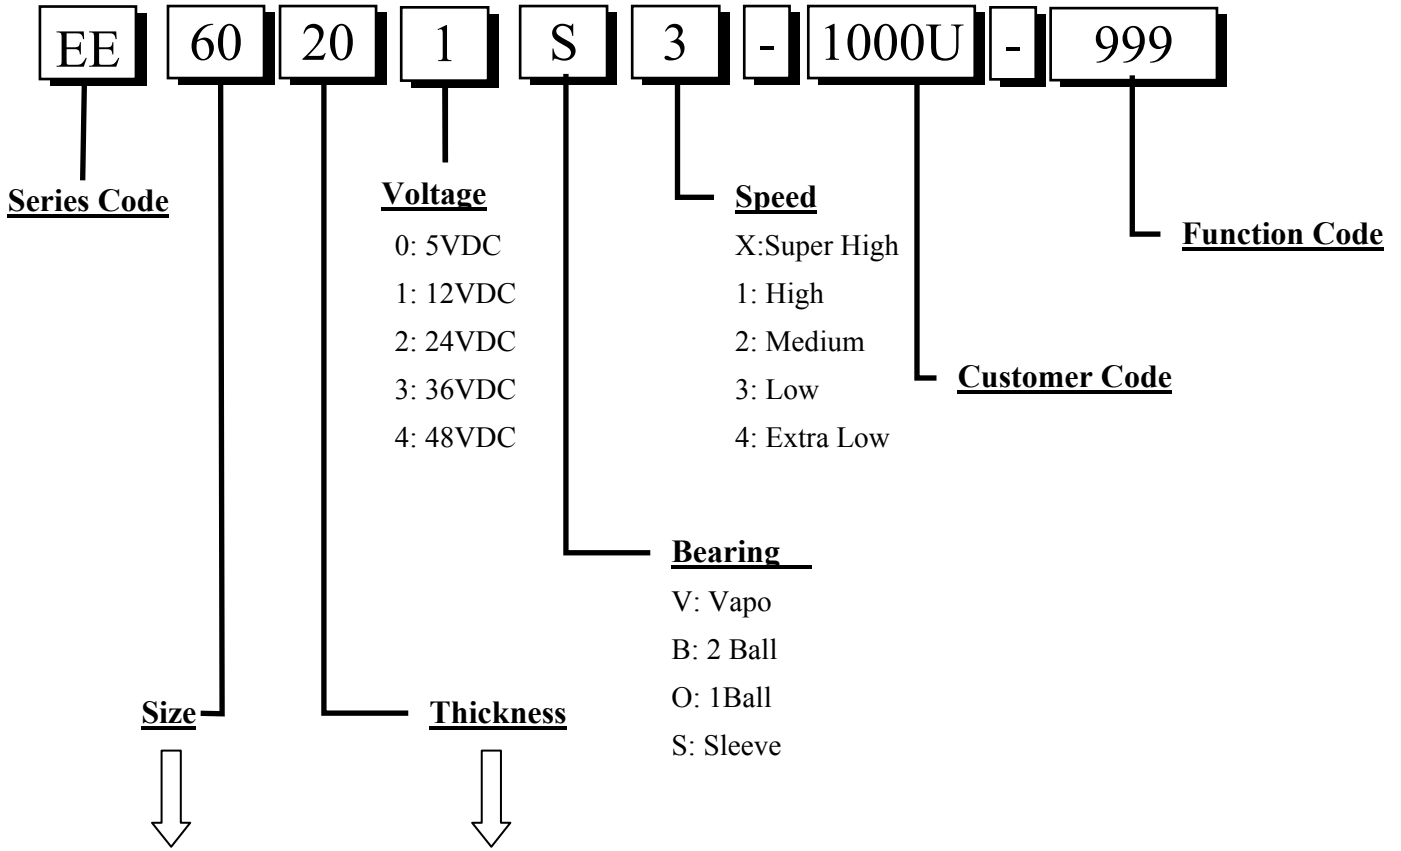 EE 60 20 1 S 3 - 1000U - 999
Series Code
Voltage
0: 5VDC
1: 12VDC
2: 24VDC
3: 36VDC
4: 48VDC
Speed
X:Super High
1: High
2: Medium
3: Low
4: Extra Low
Function Code
Customer Code
Bearing
V: Vapo
B: 2 Ball
O: 1Ball
S: Sleeve
Size
Thickness